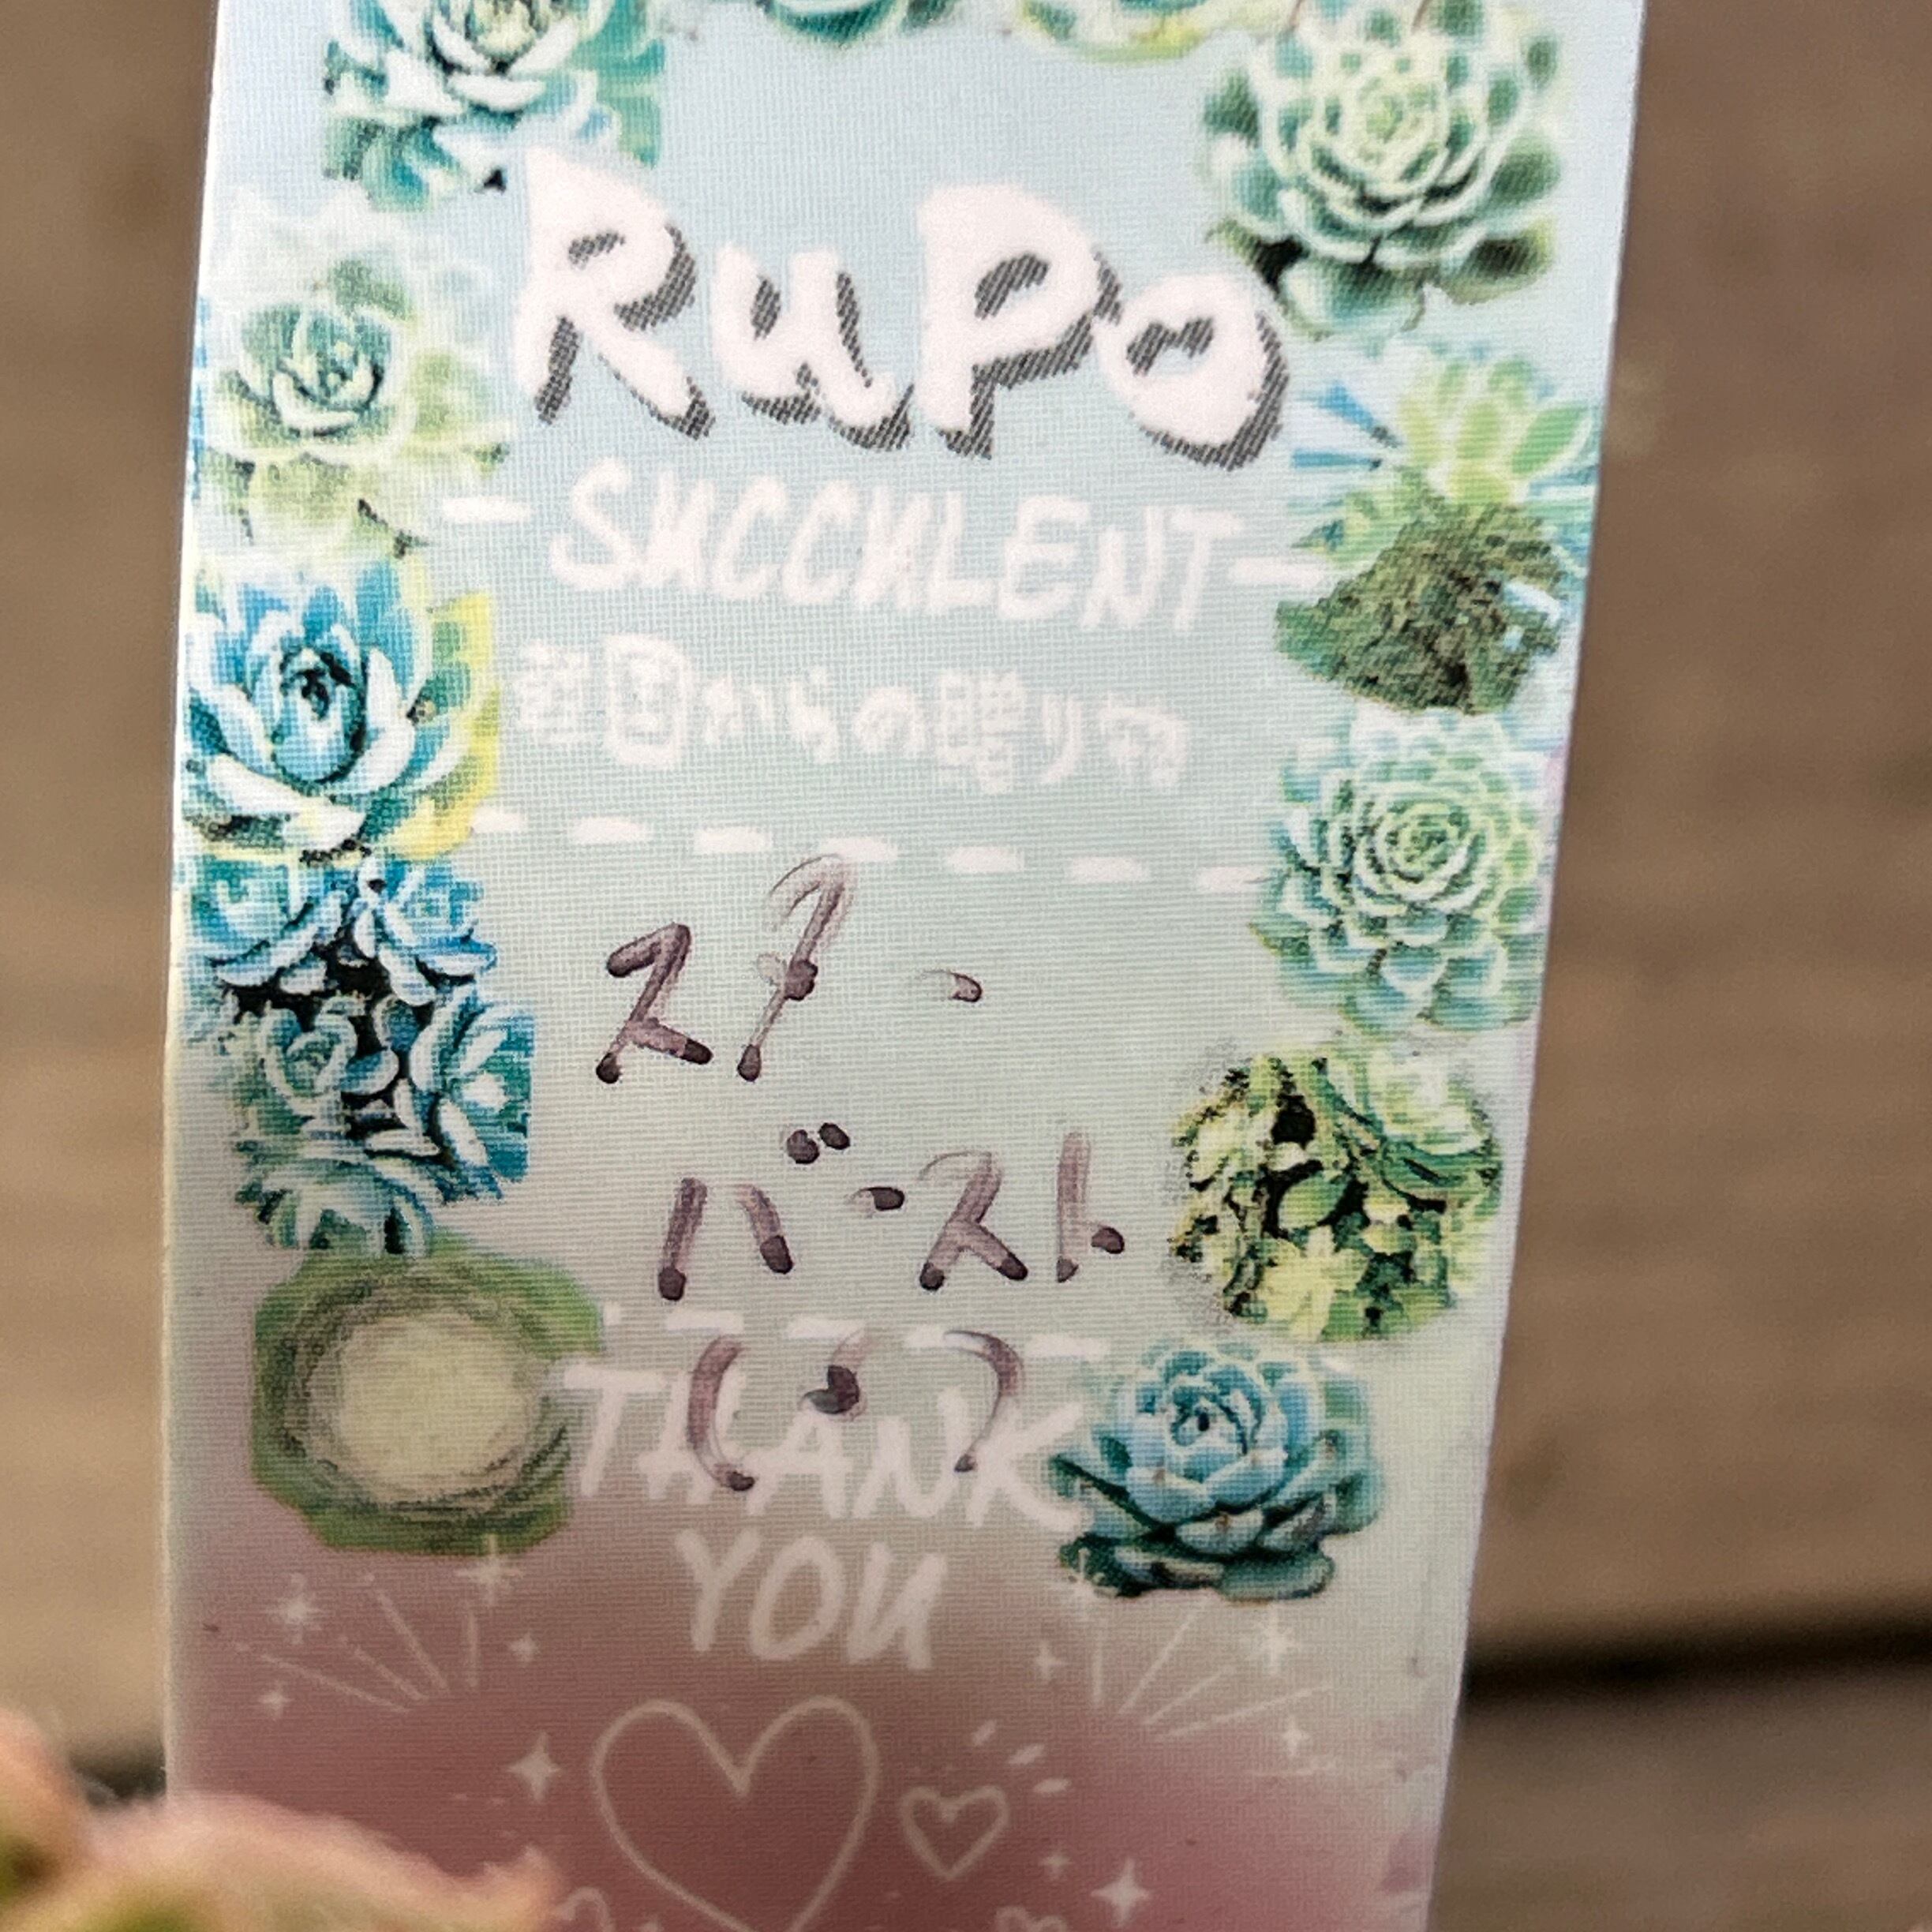 RuPo
- SUCCULENT -
韓国からの贈り物
スター
バースト
THANK
YOU